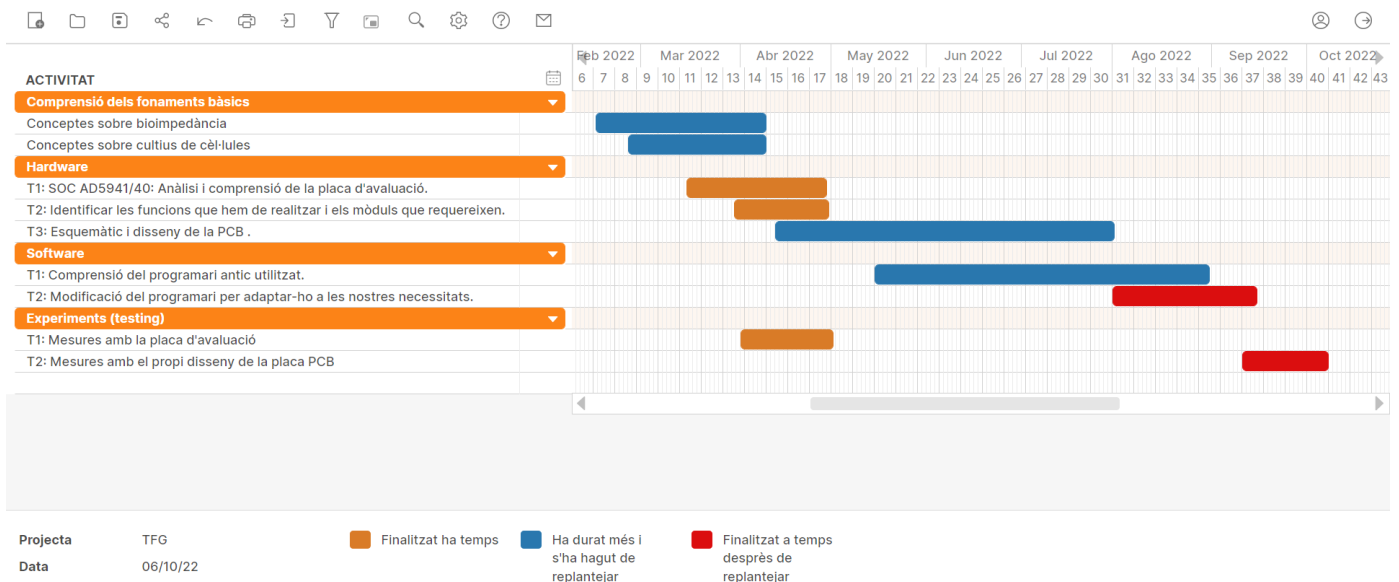 Feb 2022 Mar 2022 Abr 2022 May 2022 Jun 2022 Jul 2022 Ago 2022 Sep 2022 Oct 2022
ACTIVITAT 6 7 8 9 10 11 12 13 14 15 16 17 18 19 20 21 22 23 24 25 26 27 28 29 30 31 32 33 34 35 36 37 38 39 40 41 42 43
Comprensió dels fonaments bàsics
Conceptes sobre bioimpedància
Conceptes sobre cultius de cèl·lules
Hardware
T1: SOC AD5941/40: Anàlisi i comprensió de la placa d'avaluació.
T2: Identificar les funcions que hem de realitzar i els mòduls que requereixen.
T3: Esquemàtic i disseny de la PCB .
Software
T1: Comprensió del programari antic utilitzat.
T2: Modificació del programari per adaptar-ho a les nostres necessitats.
Experiments (testing)
T1: Mesures amb la placa d'avaluació
T2: Mesures amb el propi disseny de la placa PCB
Projecta TFG
Data 06/10/22
Finalitzat ha temps
Ha durat més i
s'ha hagut de
replantejar
Finalitzat a temps
desprès de
replantejar